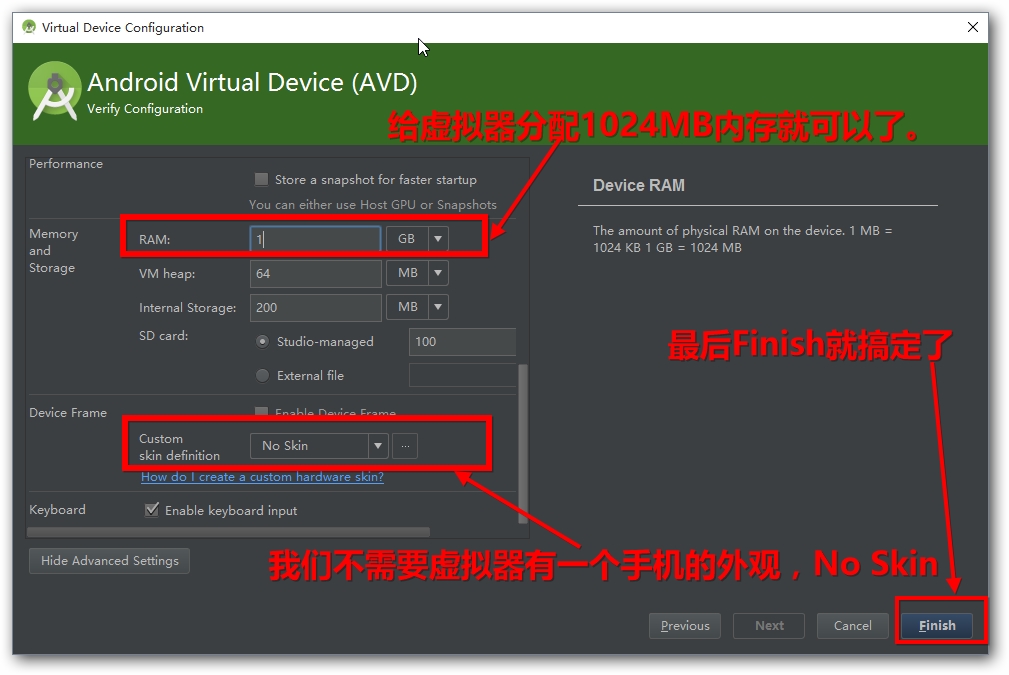 Virtual Device Configuration
Android Virtual Device (AVD)
Verify Configuration
给虚拟器分配1024MB内存就可以了。
Performance
Store a snapshot for faster startup
You can either use Host GPU or Snapshots
Device RAM
The amount of physical RAM on the device. 1 MB =
1024 KB 1 GB = 1024 MB
Memory
and
Storage
RAM: 1 GB
VM heap: 64 MB
Internal Storage: 200 MB
SD card:
Studio-managed 100
External file
最后Finish就搞定了
Device Frame
Enable Device Frame
Custom
skin definition
No Skin ...
How do I create a custom hardware skin?
Keyboard
Enable keyboard input
Hide Advanced Settings
我们不需要虚拟器有一个手机的外观，No Skin
Previous Next Cancel Finish